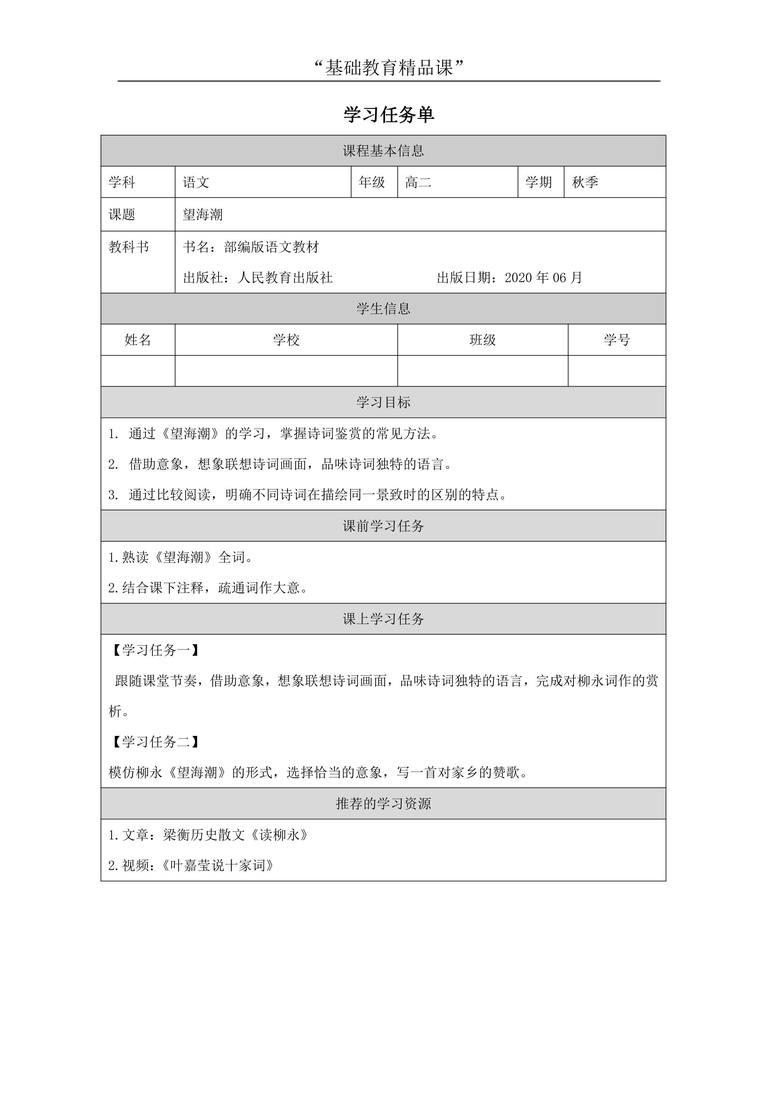 “基础教育精品课”
学习任务单
课程基本信息
学科 语文 年级 高二 学期 秋季
课题 望海潮
教科书 书名：部编版语文教材
出版社：人民教育出版社 出版日期：2020 年 06 月
学生信息
姓名 学校 班级 学号
学习目标
1. 通过《望海潮》的学习，掌握诗词鉴赏的常见方法。
2. 借助意象，想象联想诗词画面，品味诗词独特的语言。
3. 通过比较阅读，明确不同诗词在描绘同一景致时的区别的特点。
课前学习任务
1.熟读《望海潮》全词。
2.结合课下注释，疏通词作大意。
课上学习任务
【学习任务一】
跟随课堂节奏，借助意象，想象联想诗词画面，品味诗词独特的语言，完成对柳永词作的赏
析。
【学习任务二】
模仿柳永《望海潮》的形式，选择恰当的意象，写一首对家乡的赞歌。
推荐的学习资源
1.文章：梁衡历史散文《读柳永》
2.视频：《叶嘉莹说十家词》